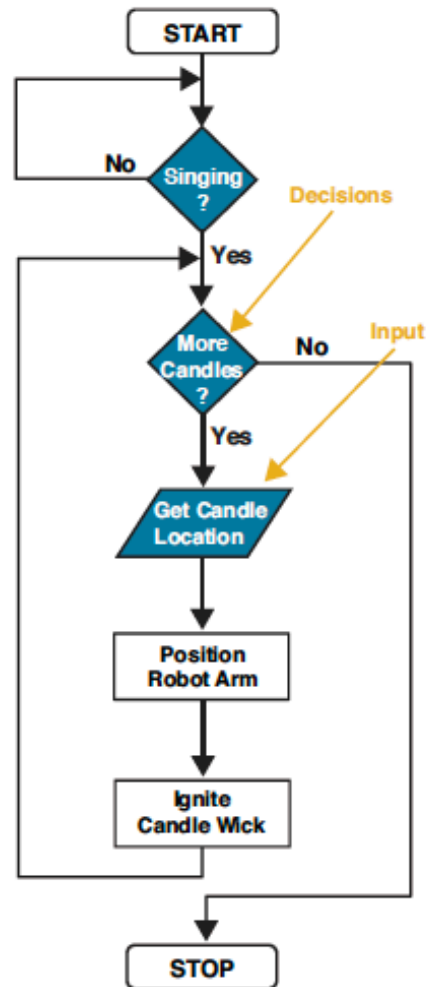 START
No
Singing
?
Decisions
Yes
Input
More
Candles
?
No
Yes
Get Candle
Location
Position
Robot Arm
Ignite
Candle Wick
STOP